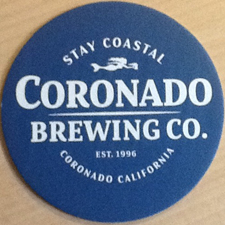 STAY COASTAL
CORONADO
BREWING CO.
EST. 1996
CORONADO CALIFORNIA